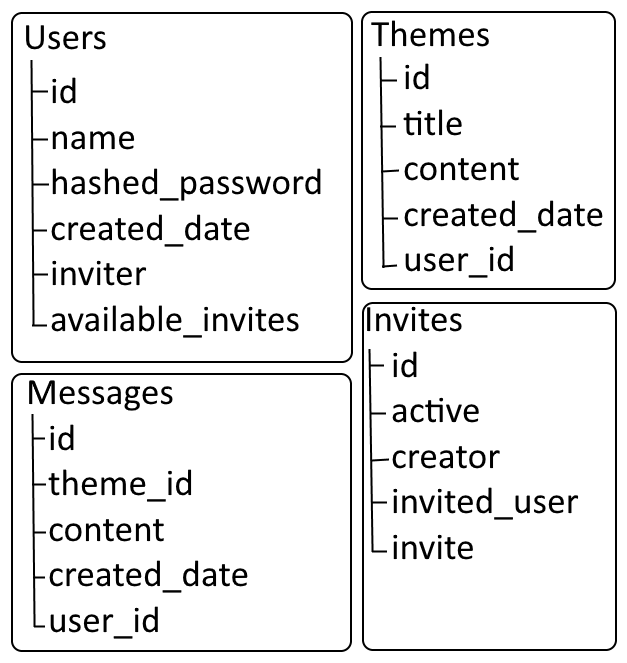 Users
id
name
hashed_password
created_date
inviter
available_invites
Themes
id
title
content
created_date
user_id
Messages
id
theme_id
content
created_date
user_id
Invites
id
active
creator
invited_user
invite